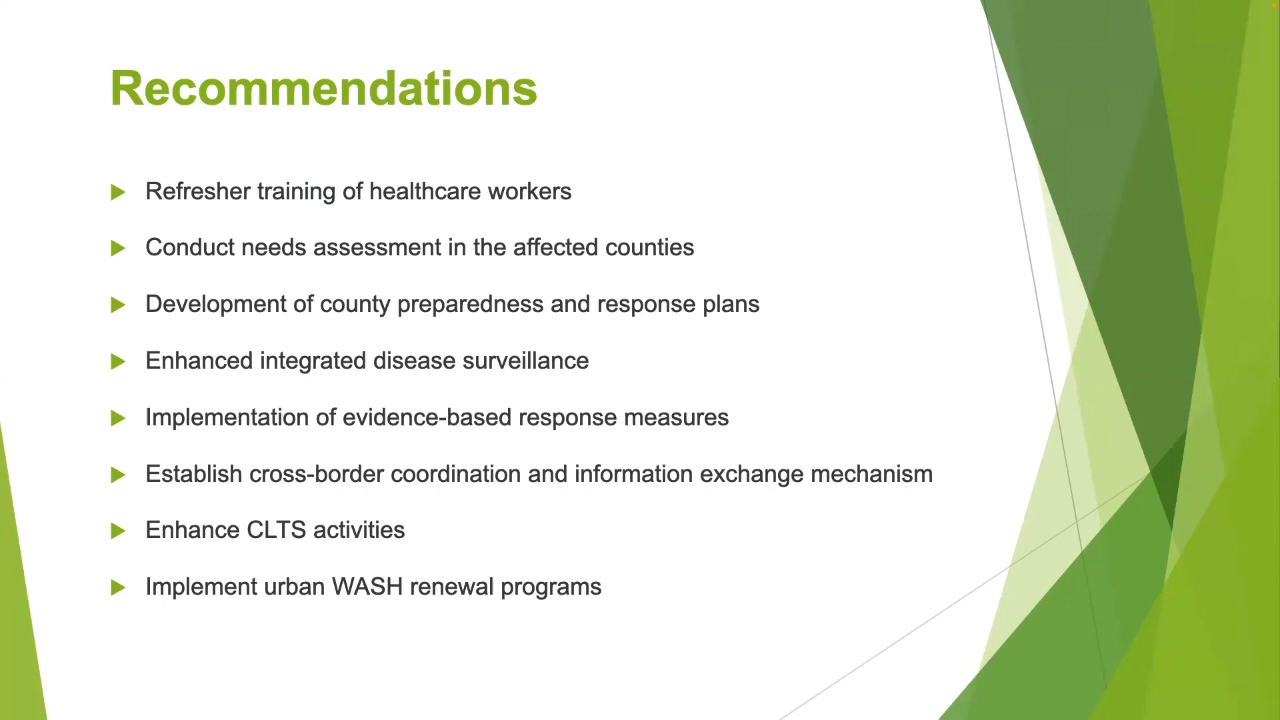 Recommendations
Refresher training of healthcare workers
Conduct needs assessment in the affected counties
Development of county preparedness and response plans
Enhanced integrated disease surveillance
Implementation of evidence-based response measures
Establish cross-border coordination and information exchange mechanism
Enhance CLTS activities
Implement urban WASH renewal programs